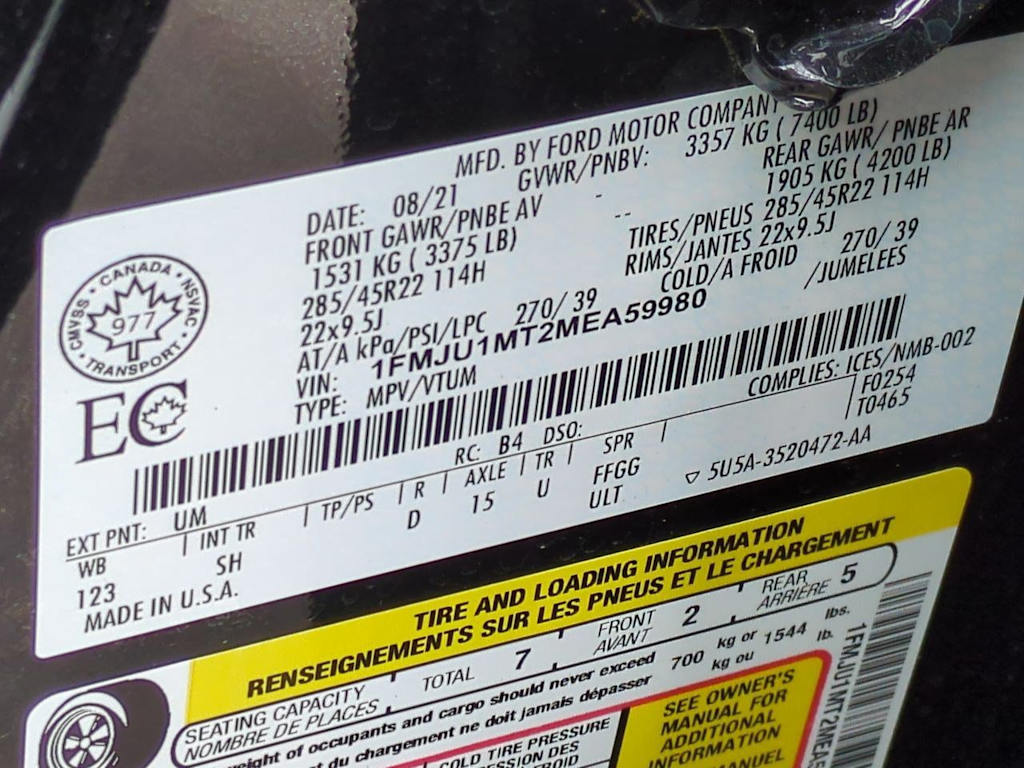 MFD. BY FORD MOTOR COMPANY
DATE: 08/21 GVWR/PNBV: 3357 KG ( 7400 LB)
FRONT GAWR/PNBE AV - REAR GAWR/ PNBE AR
1531 KG ( 3375 LB) -- 1905 KG ( 4200 LB)
285/45R22 114H TIRES/PNEUS 285/45R22 114H
22x9.5J RIMS/JANTES 22x9.5J
AT/A kPa/PSI/LPC 270/ 39 COLD/A FROID 270/ 39
VIN: 1FMJU1MT2MEA59980 /JUMELEES
TYPE: MPV/VTUM
CMVSS · CANADA · NSVAC · TRANSPORT
977
EC
COMPLIES: ICES/NMB-002
EXT PNT: UM RC: B4 DSO: F0254
WB INT TR TP/PS R AXLE TR SPR T0465
123 SH D 15 U FFGG
ULT
MADE IN U.S.A. 5U5A-3520472-AA
TIRE AND LOADING INFORMATION
RENSEIGNEMENTS SUR LES PNEUS ET LE CHARGEMENT
SEATING CAPACITY TOTAL 7 FRONT 2 REAR 5
NOMBRE DE PLACES AVANT ARRIÈRE
of occupants and cargo should never exceed 700 kg or 1544 lbs.
du chargement ne doit jamais dépasser kg ou lb.
COLD TIRE PRESSURE
DES
FROID
SEE OWNER'S
MANUAL FOR
ADDITIONAL
INFORMATION
1FMJU1MT2MEA5